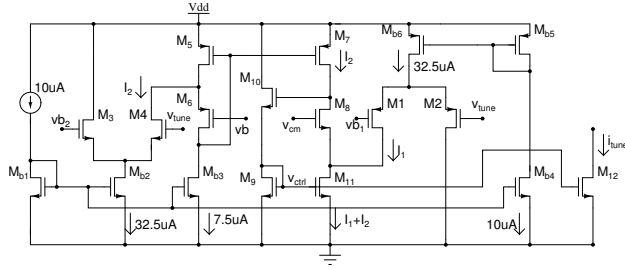 Vdd
M5
M7
Mb6
Mb5
10uA
I2
I2
32.5uA
M10
M6
M8
M1
M2
M3
M4
vb2
vtune
vb
vcm
vb1
vtune
I1
itune
Mb1
Mb2
Mb3
M9
vctrl
M11
Mb4
M12
32.5uA
7.5uA
I1+I2
10uA